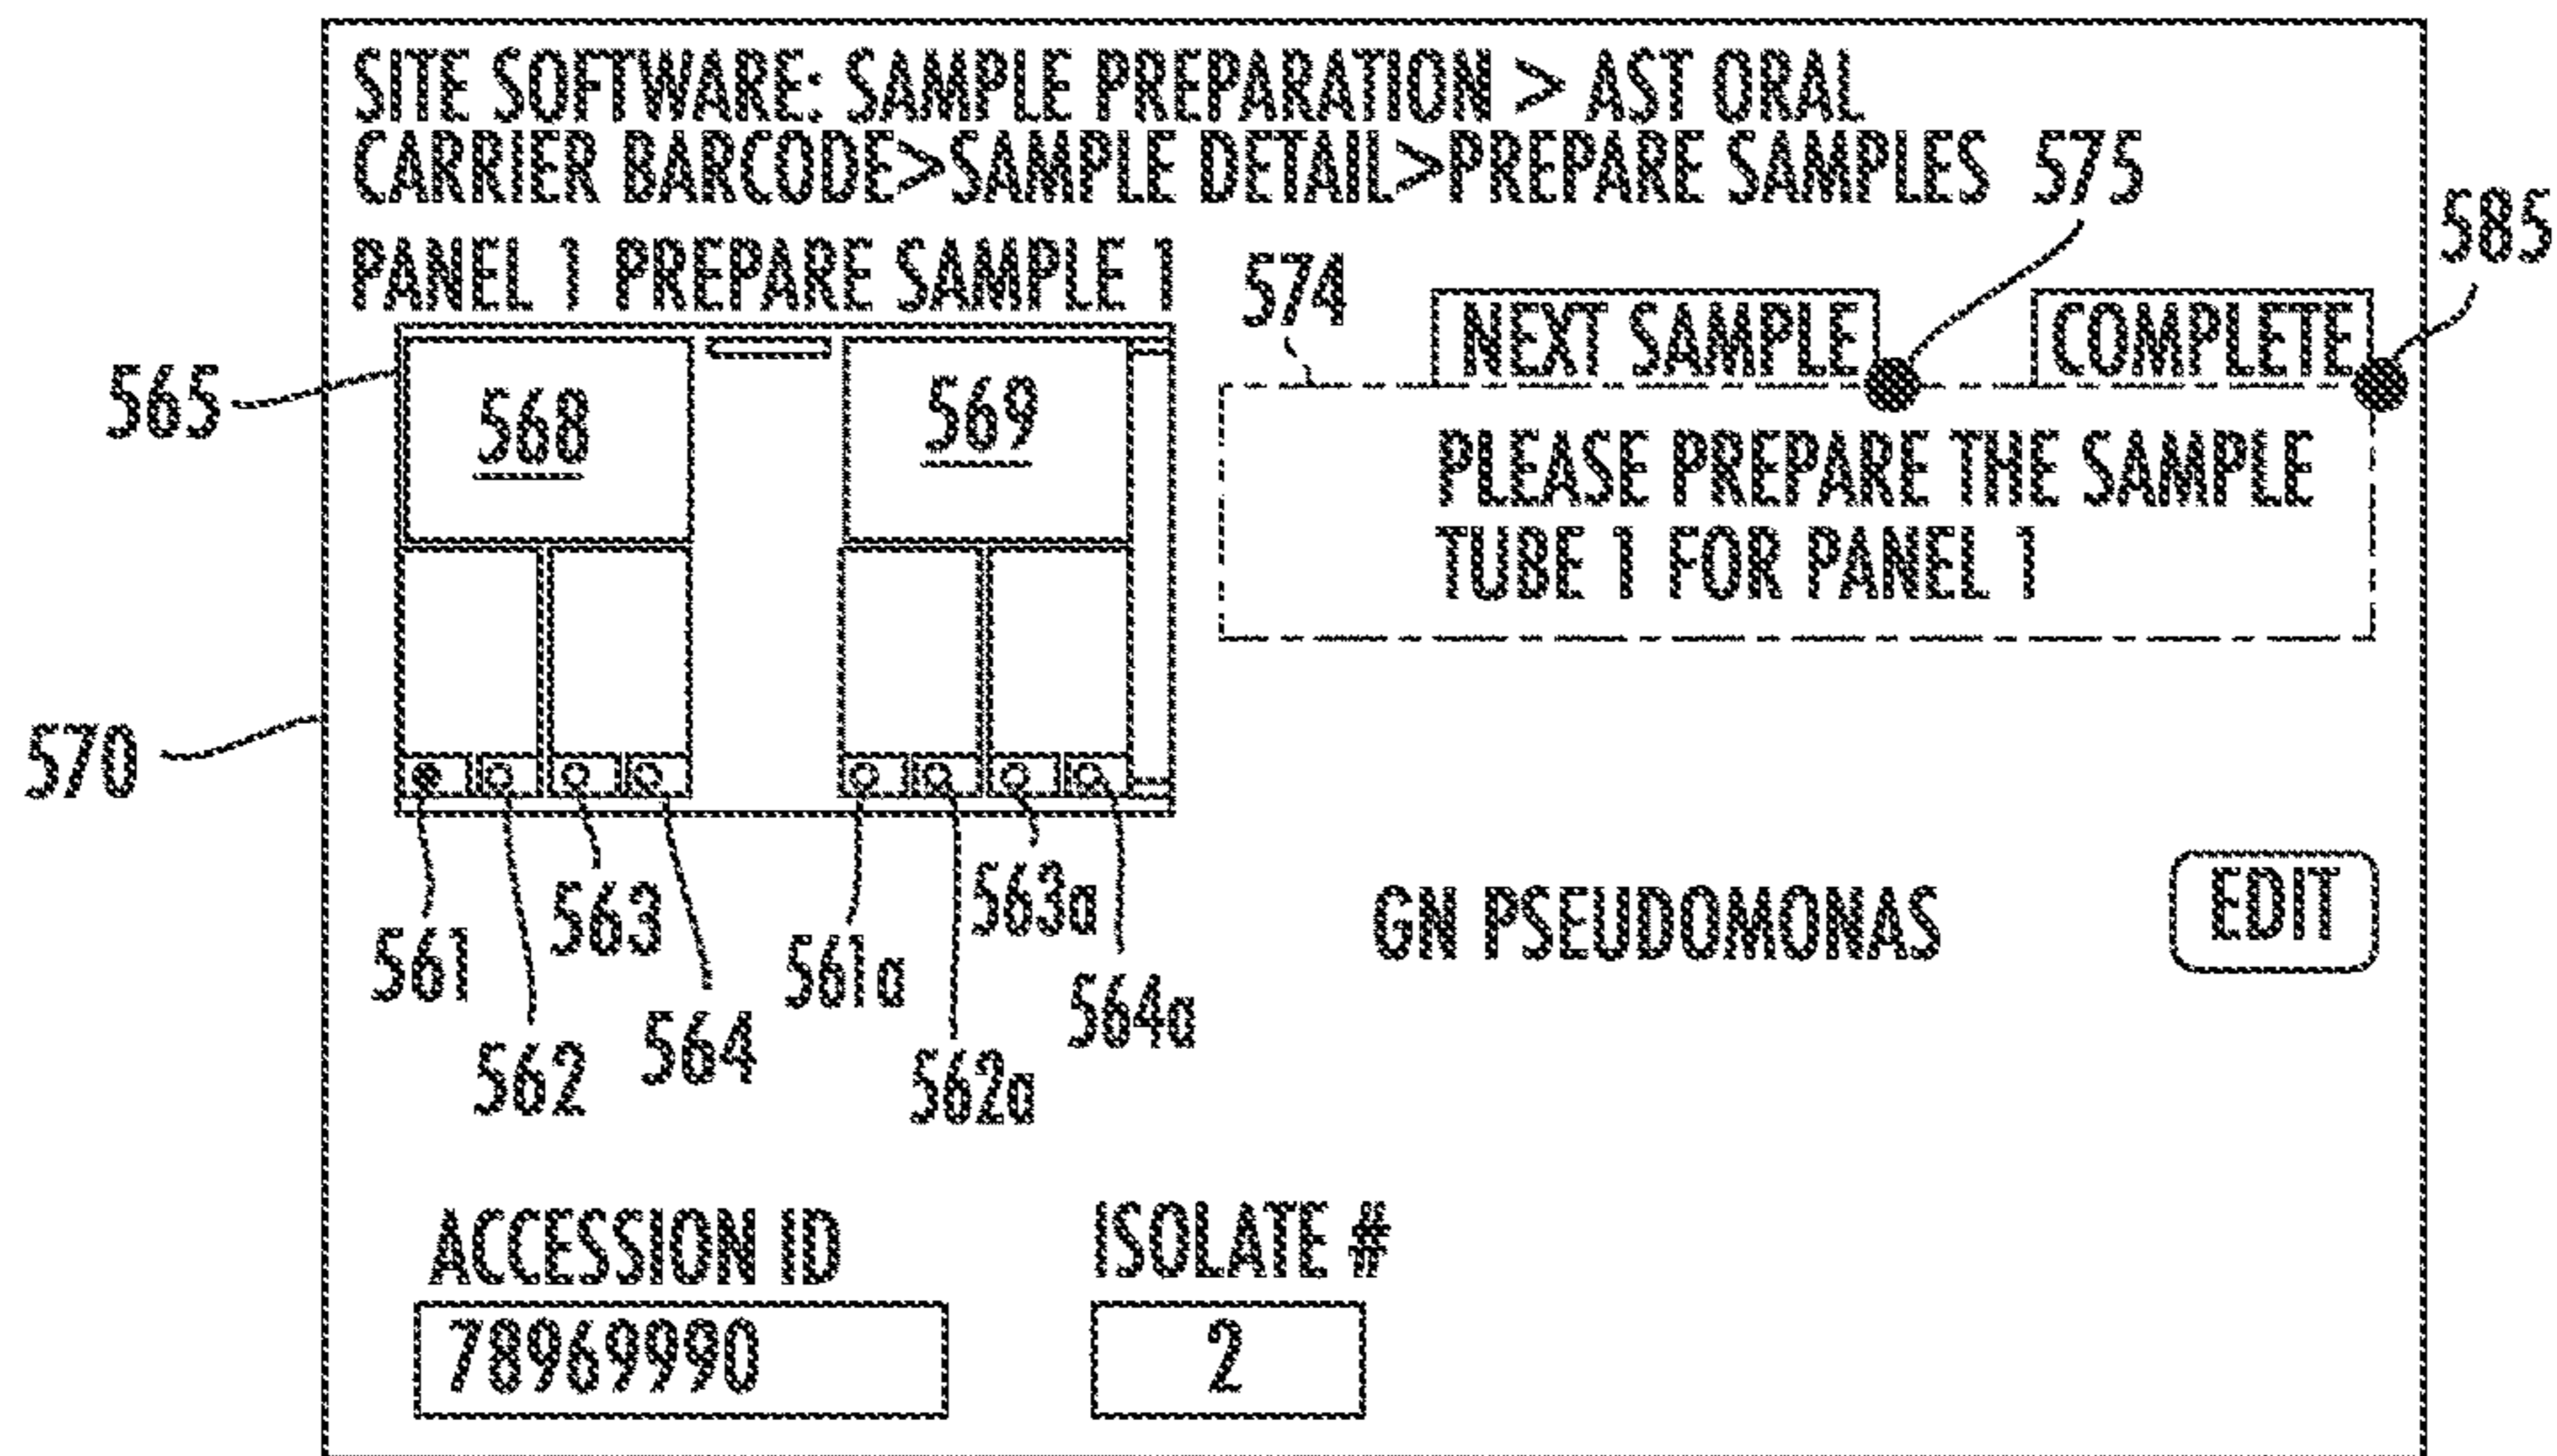 SITE SOFTWARE: SAMPLE PREPARATION > AST ORAL
CARRIER BARCODE>SAMPLE DETAIL>PREPARE SAMPLES 575
585
PANEL 1 PREPARE SAMPLE 1
574
NEXT SAMPLE
COMPLETE
565
568
569
PLEASE PREPARE THE SAMPLE
TUBE 1 FOR PANEL 1
570
561
562
563
564
561a
562a
563a
564a
GN PSEUDOMONAS
EDIT
ACCESSION ID
ISOLATE #
78969990
2